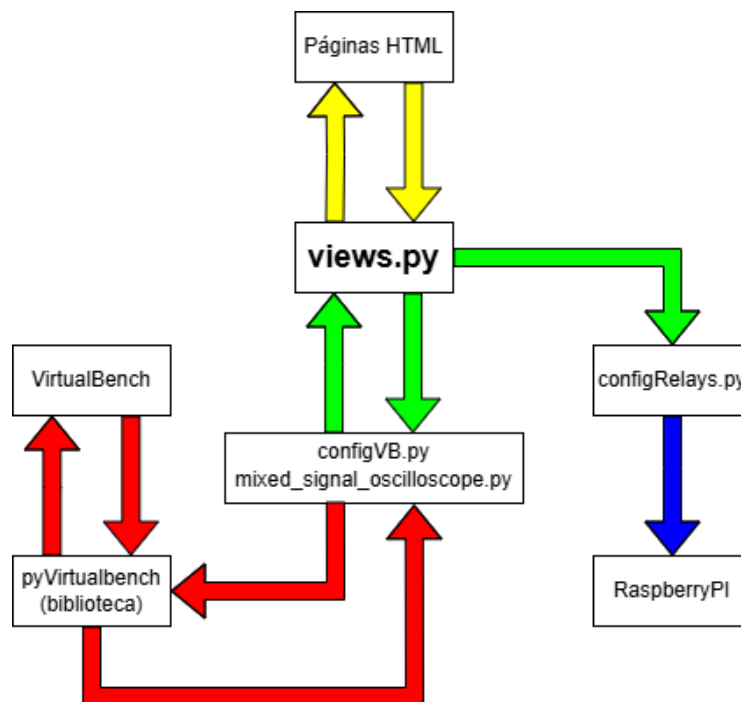 Páginas HTML
views.py
VirtualBench
configRelays.py
configVB.py
mixed_signal_oscilloscope.py
pyVirtualbench
(biblioteca)
RaspberryPI